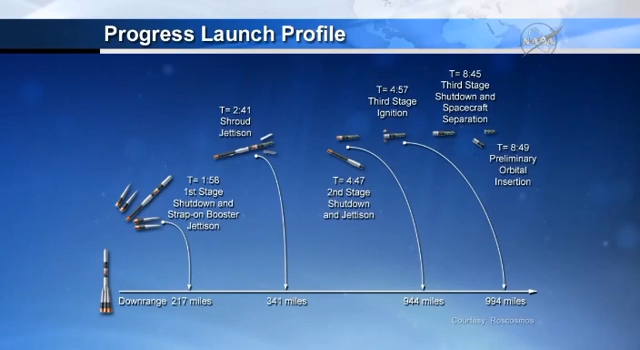 Progress Launch Profile
NASA
T= 8:45
Third Stage
Shutdown and
Spacecraft
Separation
T= 4:57
Third Stage
Ignition
T= 2:41
Shroud
Jettison
T= 8:49
Preliminary
Orbital
Insertion
T= 1:58
1st Stage
Shutdown and
Strap-on Booster
Jettison
T= 4:47
2nd Stage
Shutdown
and Jettison
Downrange 217 miles 341 miles 944 miles 994 miles
Courtesy: Roscosmos